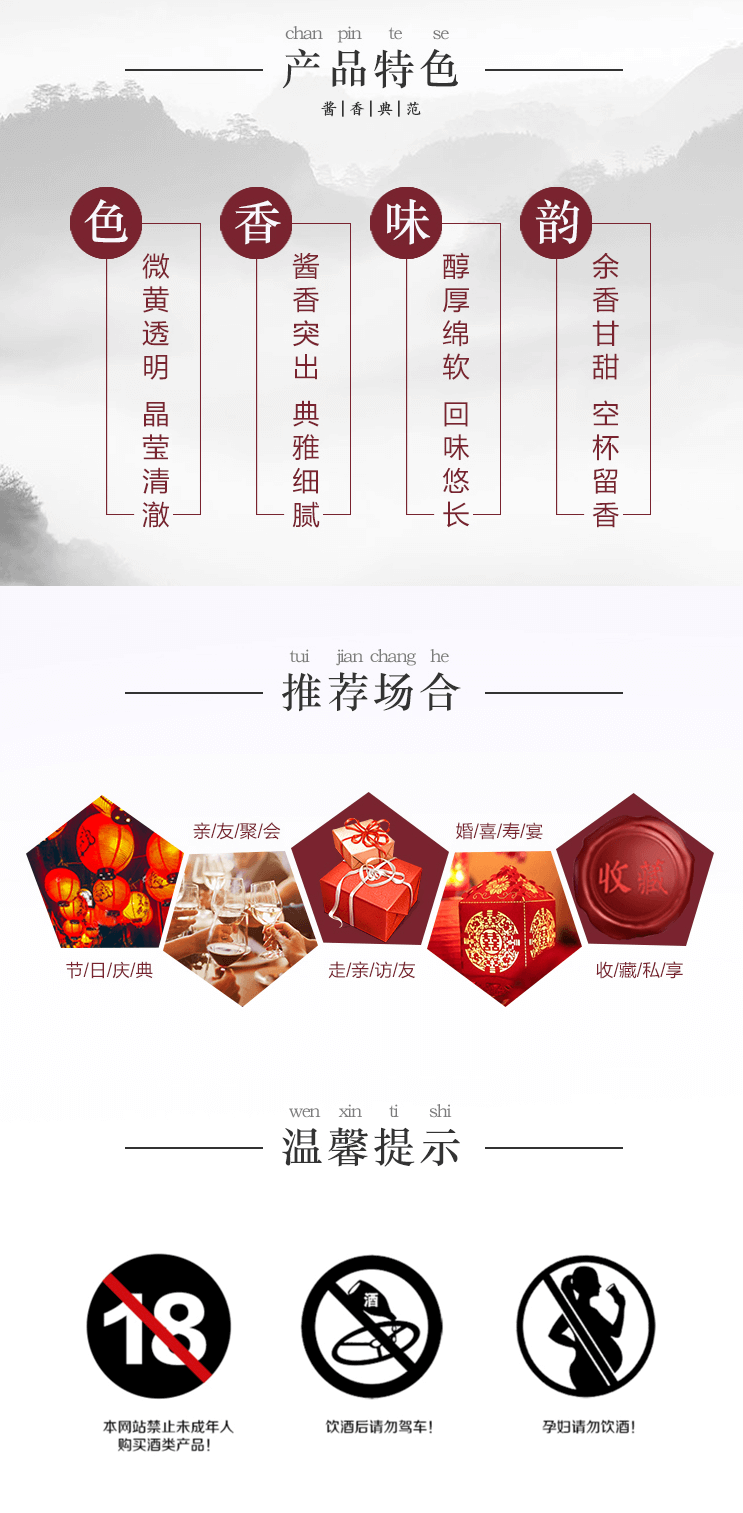 chan pin te se
产品特色
酱|香|典|范
色
微黄透明 晶莹清澈
香
酱香突出 典雅细腻
味
醇厚绵软 回味悠长
韵
余香甘甜 空杯留香
tui jian chang he
推荐场合
亲/友/聚/会
婚/喜/寿/宴
收藏
节/日/庆/典
走/亲/访/友
收/藏/私/享
wen xin ti shi
温馨提示
18
酒
本网站禁止未成年人
购买酒类产品!
饮酒后请勿驾车!
孕妇请勿饮酒!